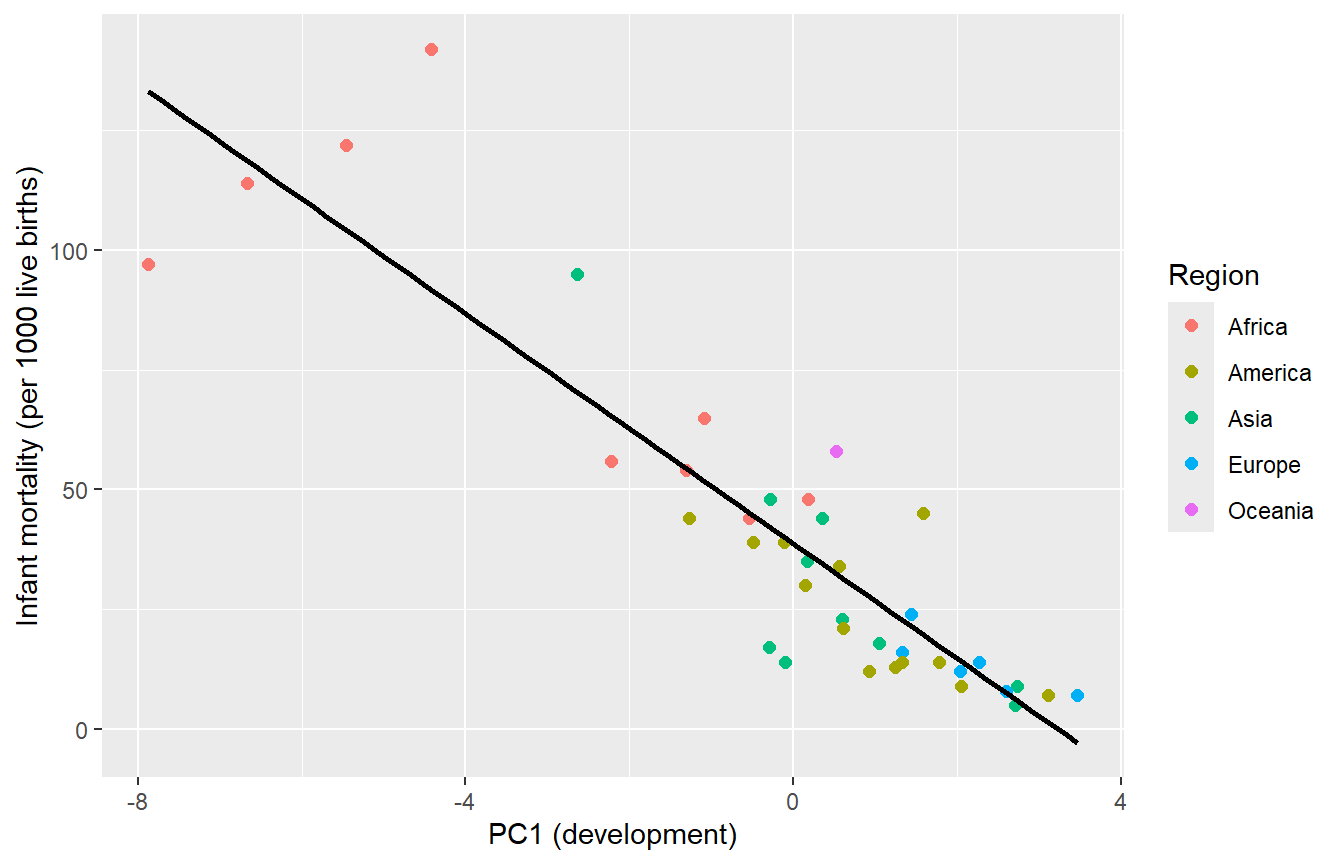 Infant mortality (per 1000 live births)
100
50
0
-8
-4
0
4
PC1 (development)
Region
Africa
America
Asia
Europe
Oceania